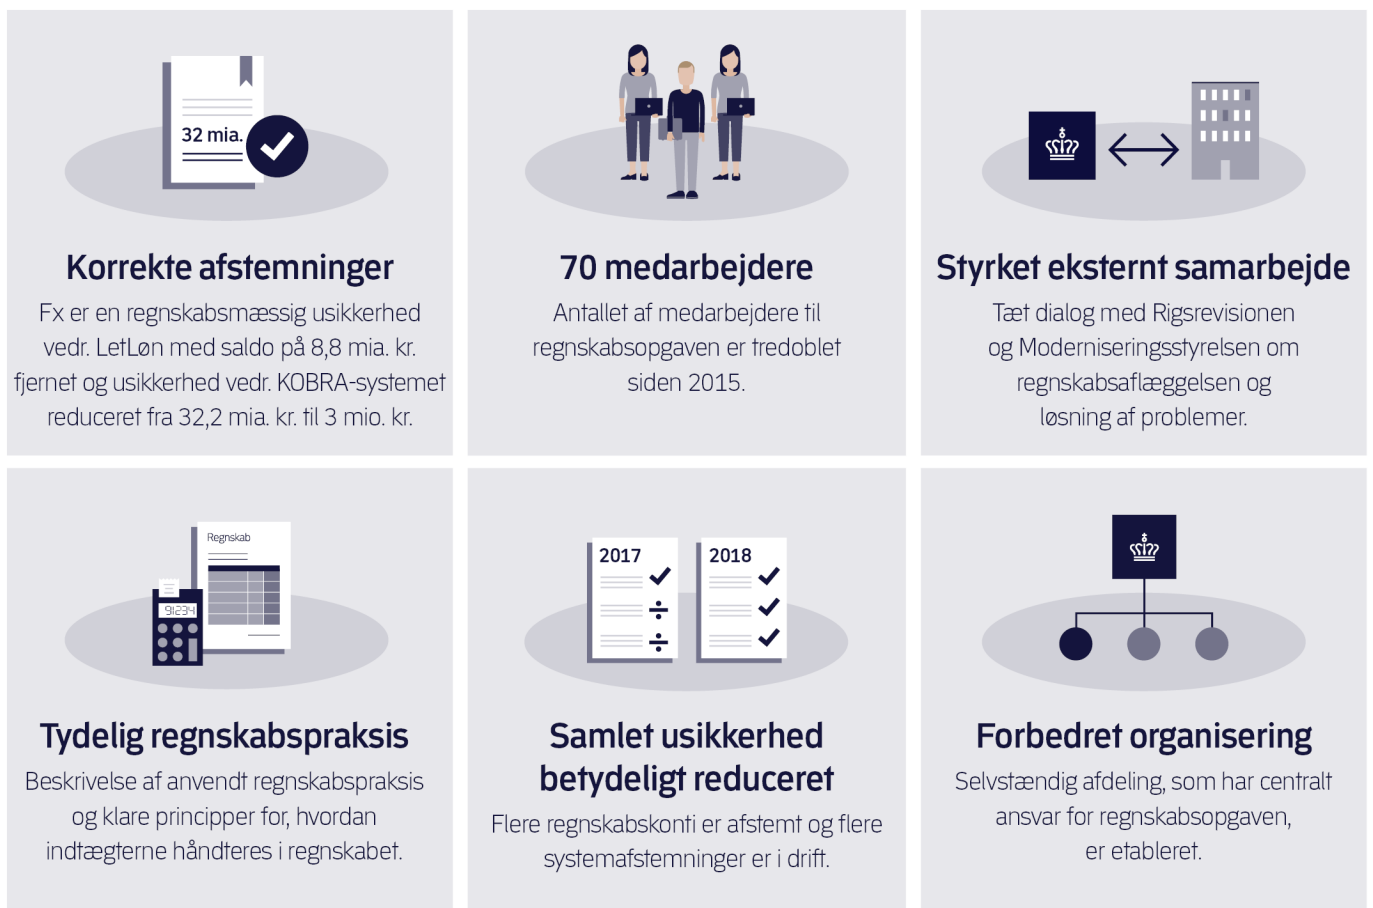 32 mia.
Korrekte afstemninger
Fx er en regnskabsmæssig usikkerhed
vedr. LetLøn med saldo på 8,8 mia. kr.
fjernet og usikkerhed vedr. KOBRA-systemet
reduceret fra 32,2 mia. kr. til 3 mio. kr.
70 medarbejdere
Antallet af medarbejdere til
regnskabsopgaven er tredoblet
siden 2015.
Styrket eksternt samarbejde
Tæt dialog med Rigsrevisionen
og Moderniseringsstyrelsen om
regnskabsaflæggelsen og
løsning af problemer.
Regnskab
91234
Tydelig regnskabspraksis
Beskrivelse af anvendt regnskabspraksis
og klare principper for, hvordan
indtægterne håndteres i regnskabet.
2017
2018
Samlet usikkerhed
betydeligt reduceret
Flere regnskabskonti er afstemt og flere
systemafstemninger er i drift.
Forbedret organisering
Selvstændig afdeling, som har centralt
ansvar for regnskabsopgaven,
er etableret.